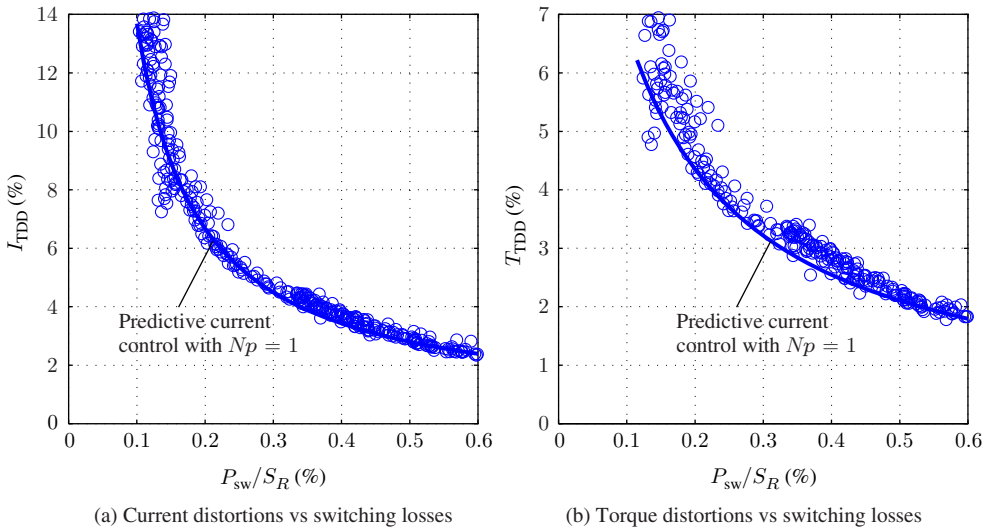 14
12
10
8
6
4
2
0
0 0.1 0.2 0.3 0.4 0.5 0.6
I_TDD (%)
P_sw/S_R (%)
Predictive current
control with Np = 1
(a) Current distortions vs switching losses
7
6
5
4
3
2
1
0
0 0.1 0.2 0.3 0.4 0.5 0.6
T_TDD (%)
P_sw/S_R (%)
Predictive current
control with Np = 1
(b) Torque distortions vs switching losses